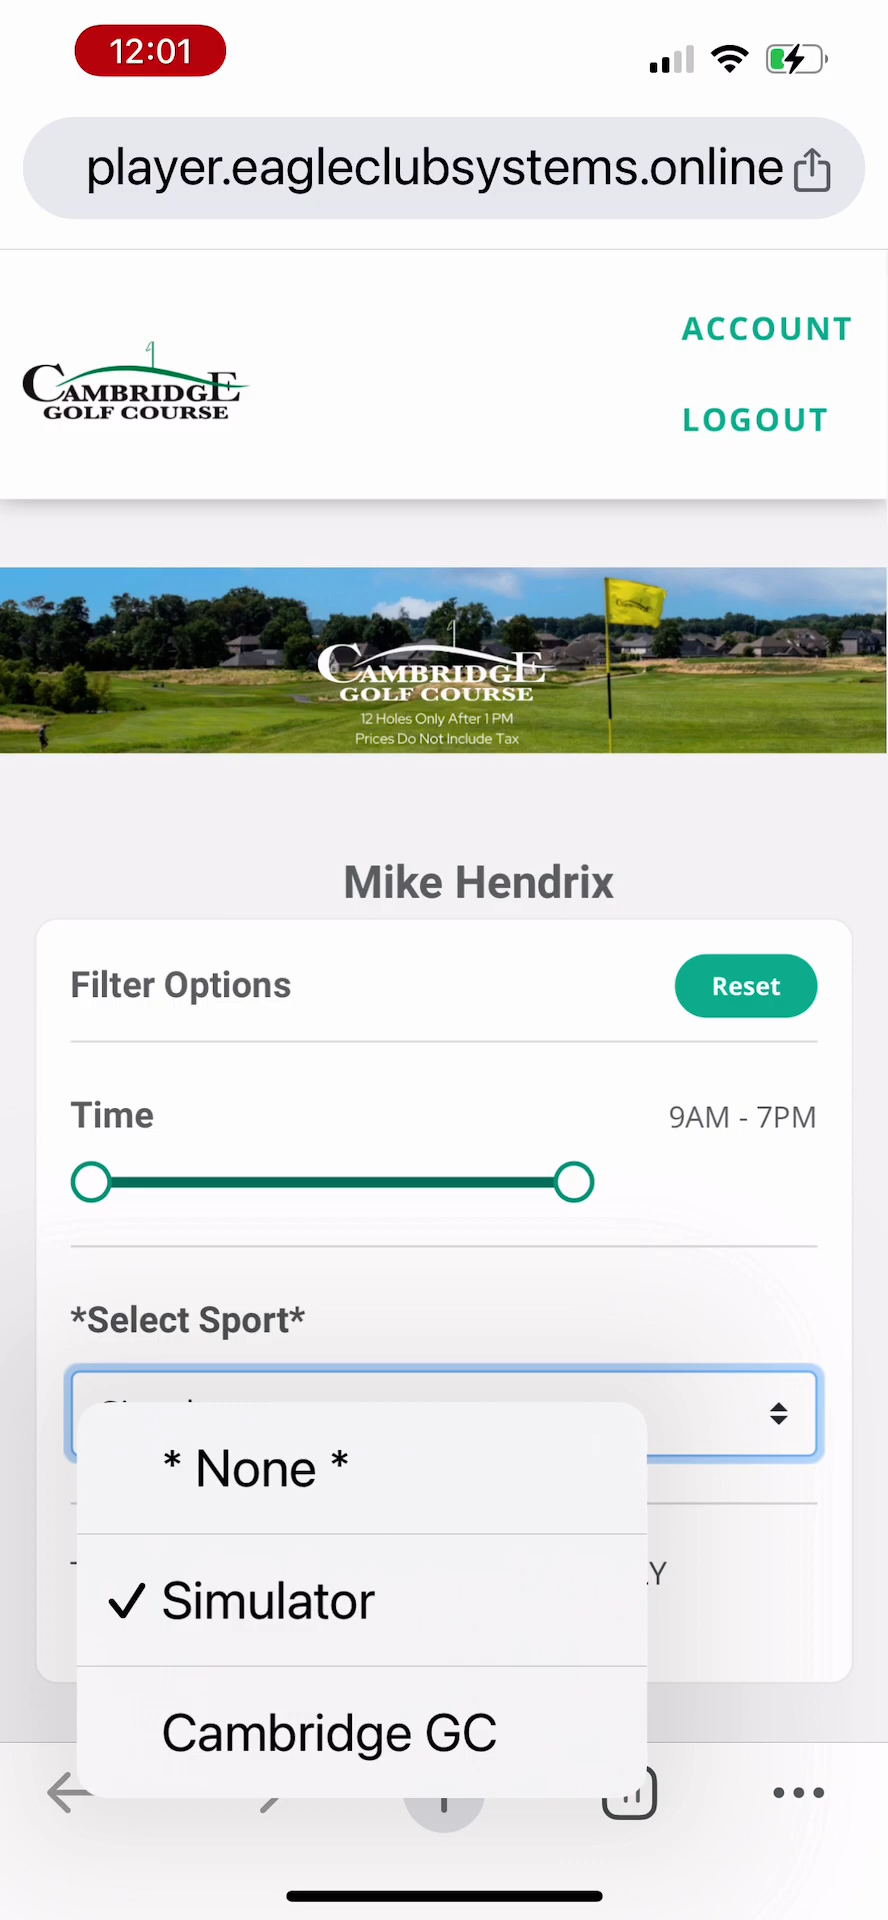 12:01
player.eagleclubsystems.online
CAMBRIDGE
GOLF COURSE
ACCOUNT
LOGOUT
CAMBRIDGE
GOLF COURSE
12 Holes Only After 1 PM
Prices Do Not Include Tax
Mike Hendrix
Filter Options
Reset
Time
9AM - 7PM
*Select Sport*
* None *
✓ Simulator
Cambridge GC